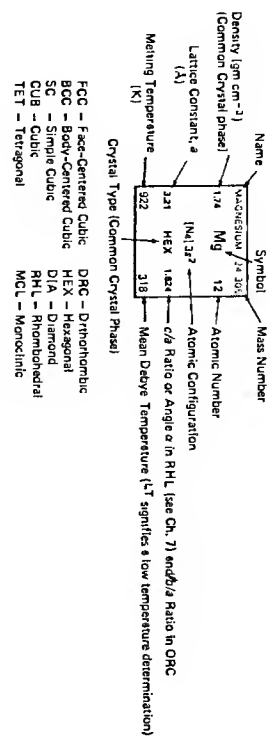 Name
Symbol
Mass Number
Density (gm cm⁻³)
(Common Crystal phase)
MAGNESIUM 24.305
1.74 Mg 12
Atomic Number
[Ne] 3s²
Atomic Configuration
Lattice Constant, a
(Å)
3.21 HEX 1.624
c/a Ratio or Angle α in RHL (see Ch. 7) and/b/a Ratio in ORC
Melting Temperature
(K)
922 318
Mean Debye Temperature (LT signifies a low temperature determination)
Crystal Type (Common Crystal Phase)
FCC – Face-Centered Cubic
BCC – Body-Centered Cubic
SC – Simple Cubic
CUB – Cubic
TET – Tetragonal
ORC – Orthorhombic
HEX – Hexagonal
DIA – Diamond
RHL – Rhombohedral
MCL – Monoclinic